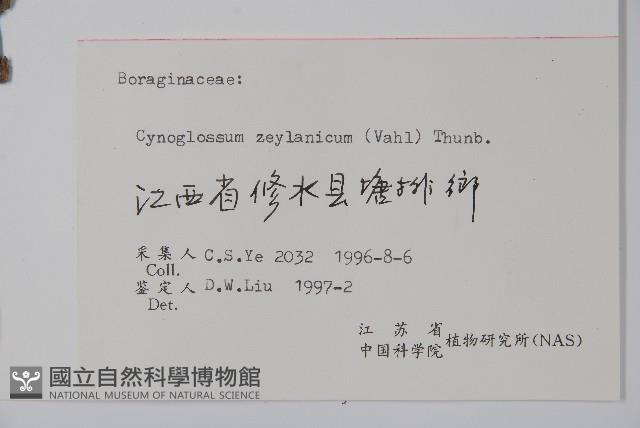 Boraginaceae:
Cynoglossum zeylanicum (Vahl) Thunb.
江西省修水县塘排鄉
采集人 C.S.Ye 2032 1996-8-6
Coll.
鉴定人 D.W.Liu 1997-2
Det.
江苏省
中国科学院植物研究所(NAS)
國立自然科學博物館
NATIONAL MUSEUM OF NATURAL SCIENCE